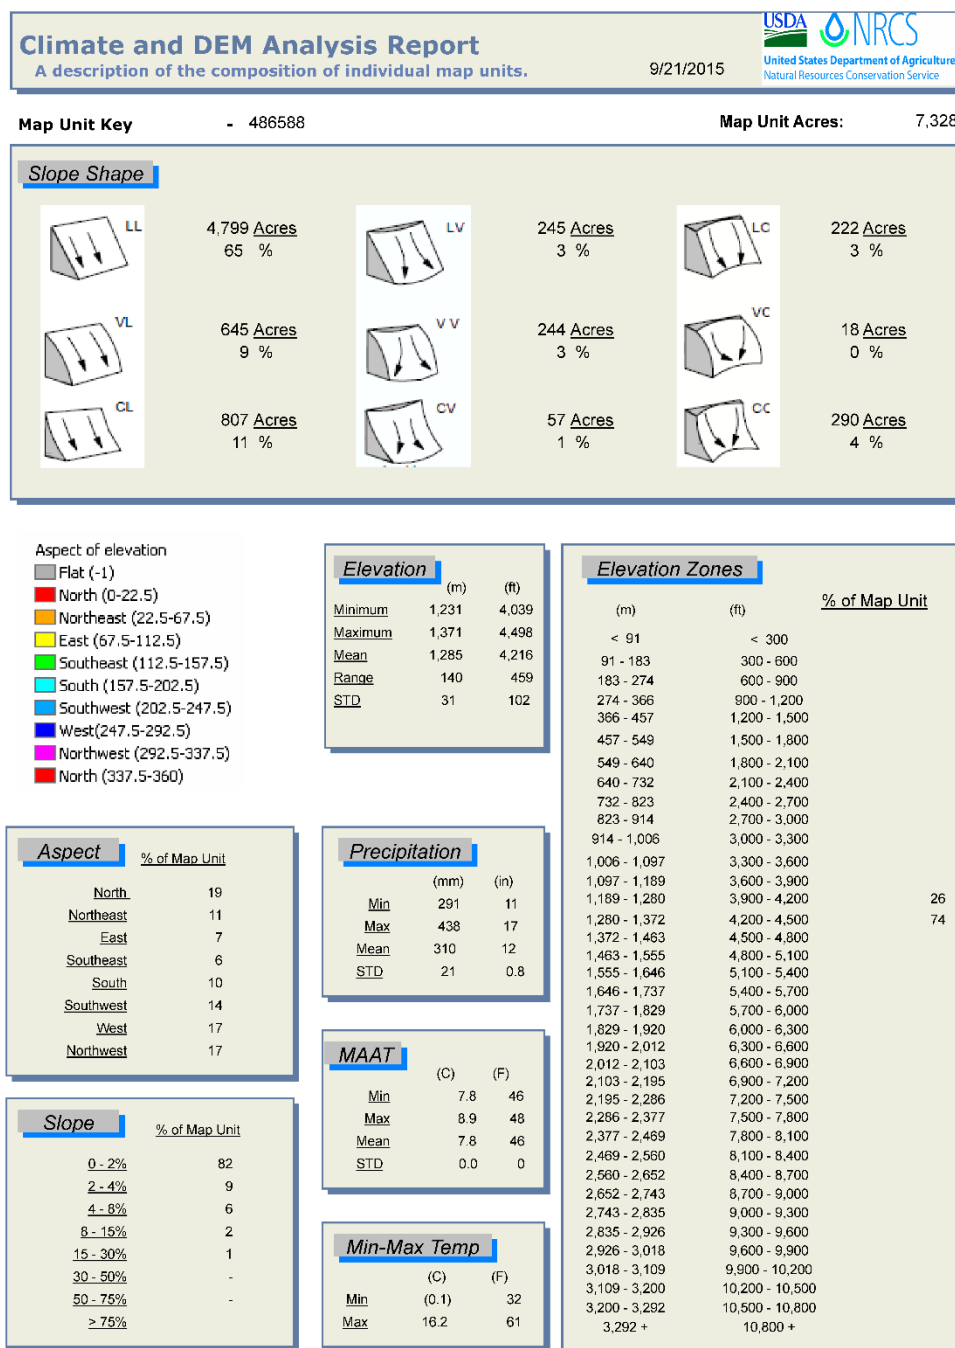 Climate and DEM Analysis Report
A description of the composition of individual map units.
9/21/2015
USDA NRCS
United States Department of Agriculture
Natural Resources Conservation Service
Map Unit Key - 486588
Map Unit Acres: 7,328
Slope Shape
LL 4,799 Acres 65 %
LV 245 Acres 3 %
LC 222 Acres 3 %
VL 645 Acres 9 %
V V 244 Acres 3 %
VC 18 Acres 0 %
CL 807 Acres 11 %
CV 57 Acres 1 %
CC 290 Acres 4 %
Aspect of elevation
Flat (-1)
North (0-22.5)
Northeast (22.5-67.5)
East (67.5-112.5)
Southeast (112.5-157.5)
South (157.5-202.5)
Southwest (202.5-247.5)
West(247.5-292.5)
Northwest (292.5-337.5)
North (337.5-360)
Elevation
(m) (ft)
Minimum 1,231 4,039
Maximum 1,371 4,498
Mean 1,285 4,216
Range 140 459
STD 31 102
Elevation Zones
(m) (ft) % of Map Unit
< 91 < 300
91 - 183 300 - 600
183 - 274 600 - 900
274 - 366 900 - 1,200
366 - 457 1,200 - 1,500
457 - 549 1,500 - 1,800
549 - 640 1,800 - 2,100
640 - 732 2,100 - 2,400
732 - 823 2,400 - 2,700
823 - 914 2,700 - 3,000
914 - 1,006 3,000 - 3,300
1,006 - 1,097 3,300 - 3,600
1,097 - 1,189 3,600 - 3,900
1,189 - 1,280 3,900 - 4,200 26
1,280 - 1,372 4,200 - 4,500 74
1,372 - 1,463 4,500 - 4,800
1,463 - 1,555 4,800 - 5,100
1,555 - 1,646 5,100 - 5,400
1,646 - 1,737 5,400 - 5,700
1,737 - 1,829 5,700 - 6,000
1,829 - 1,920 6,000 - 6,300
1,920 - 2,012 6,300 - 6,600
2,012 - 2,103 6,600 - 6,900
2,103 - 2,195 6,900 - 7,200
2,195 - 2,286 7,200 - 7,500
2,286 - 2,377 7,500 - 7,800
2,377 - 2,469 7,800 - 8,100
2,469 - 2,560 8,100 - 8,400
2,560 - 2,652 8,400 - 8,700
2,652 - 2,743 8,700 - 9,000
2,743 - 2,835 9,000 - 9,300
2,835 - 2,926 9,300 - 9,600
2,926 - 3,018 9,600 - 9,900
3,018 - 3,109 9,900 - 10,200
3,109 - 3,200 10,200 - 10,500
3,200 - 3,292 10,500 - 10,800
3,292 + 10,800 +
Aspect
% of Map Unit
North 19
Northeast 11
East 7
Southeast 6
South 10
Southwest 14
West 17
Northwest 17
Precipitation
(mm) (in)
Min 291 11
Max 438 17
Mean 310 12
STD 21 0.8
MAAT
(C) (F)
Min 7.8 46
Max 8.9 48
Mean 7.8 46
STD 0.0 0
Slope
% of Map Unit
0 - 2% 82
2 - 4% 9
4 - 8% 6
8 - 15% 2
15 - 30% 1
30 - 50% -
50 - 75% -
> 75%
Min-Max Temp
(C) (F)
Min (0.1) 32
Max 16.2 61